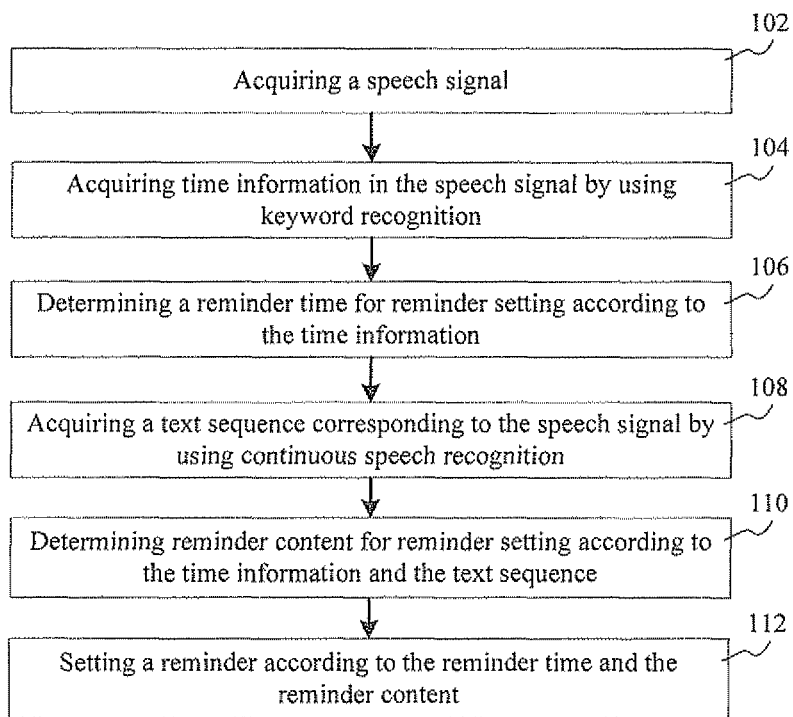 102
Acquiring a speech signal
104
Acquiring time information in the speech signal by using
keyword recognition
106
Determining a reminder time for reminder setting according to
the time information
108
Acquiring a text sequence corresponding to the speech signal by
using continuous speech recognition
110
Determining reminder content for reminder setting according to
the time information and the text sequence
112
Setting a reminder according to the reminder time and the
reminder content